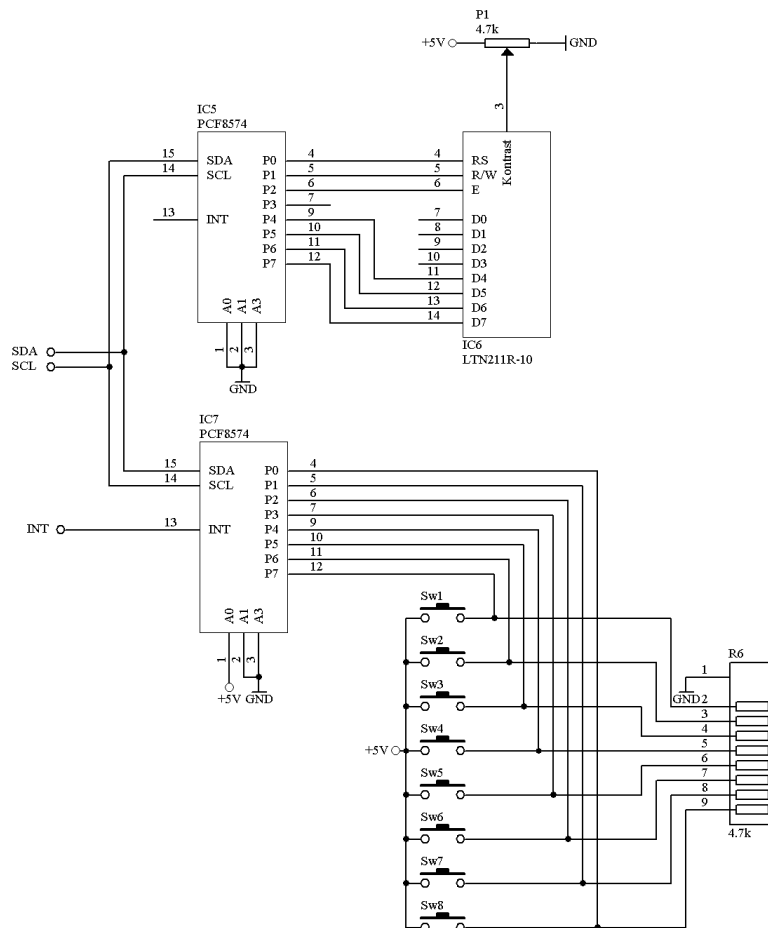 P1
4.7k
+5V
GND
3
IC5
PCF8574
15 SDA P0 4
14 SCL P1 5
P2 6
P3 7
13 INT P4 9
P5 10
P6 11
P7 12
A0 A1 A3
1 2 3
GND
Kontrast
4 RS
5 R/W
6 E
7 D0
8 D1
9 D2
10 D3
11 D4
12 D5
13 D6
14 D7
IC6
LTN211R-10
SDA
SCL
IC7
PCF8574
15 SDA P0 4
14 SCL P1 5
P2 6
P3 7
INT 13 INT P4 9
P5 10
P6 11
P7 12
A0 A1 A3
1 2 3
+5V GND
Sw1
Sw2
Sw3
Sw4
+5V
Sw5
Sw6
Sw7
Sw8
R6
1
GND 2
3
4
5
6
7
8
9
4.7k